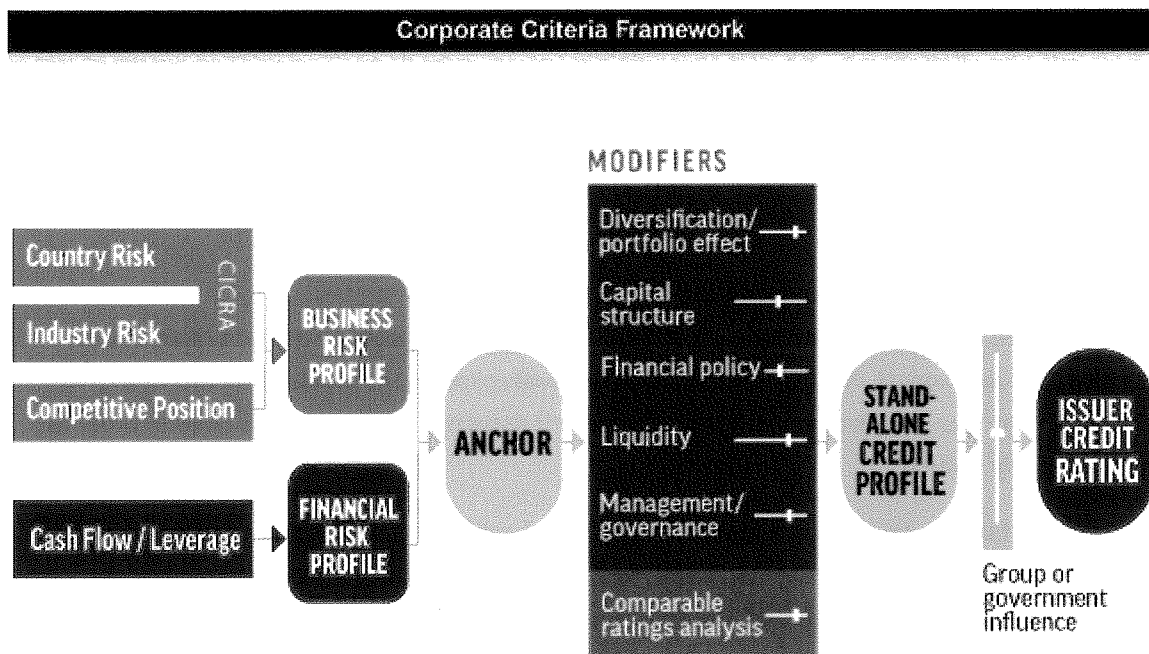 Corporate Criteria Framework
MODIFIERS
Country Risk
Industry Risk
CICRA
Competitive Position
Cash Flow / Leverage
BUSINESS
RISK
PROFILE
FINANCIAL
RISK
PROFILE
ANCHOR
Diversification/
portfolio effect
Capital
structure
Financial policy
Liquidity
Management/
governance
Comparable
ratings analysis
STAND-
ALONE
CREDIT
PROFILE
Group or
government
influence
ISSUER
CREDIT
RATING